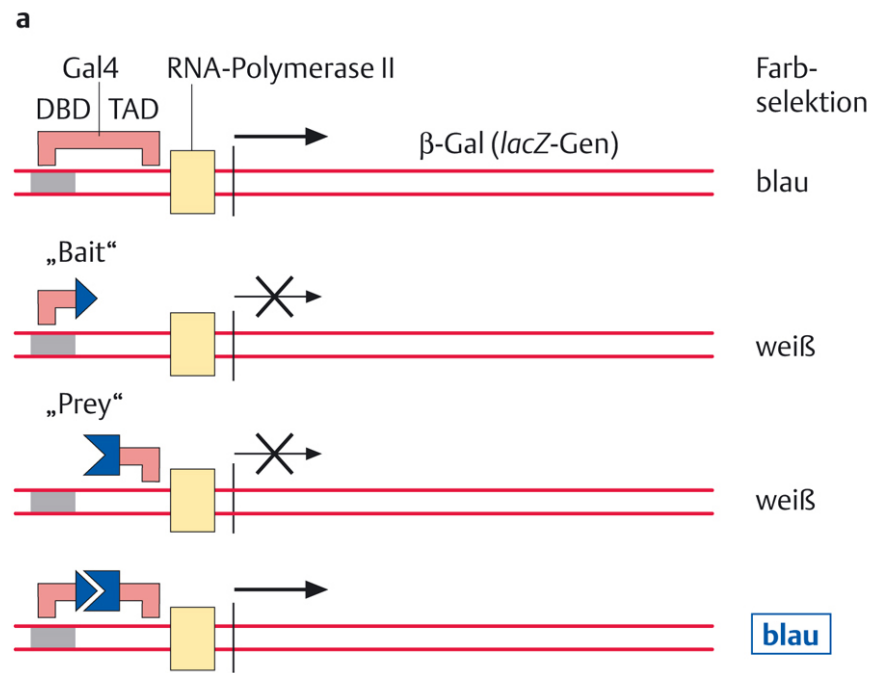 a
Gal4
RNA-Polymerase II
DBD
TAD
β-Gal (lacZ-Gen)
Farb-
selektion
blau
„Bait“
weiß
„Prey“
weiß
blau